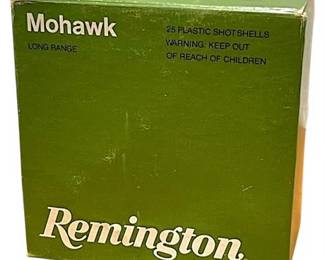 Mohawk
LONG RANGE
25 PLASTIC SHOTSHELLS
WARNING: KEEP OUT
OF REACH OF CHILDREN
Remington